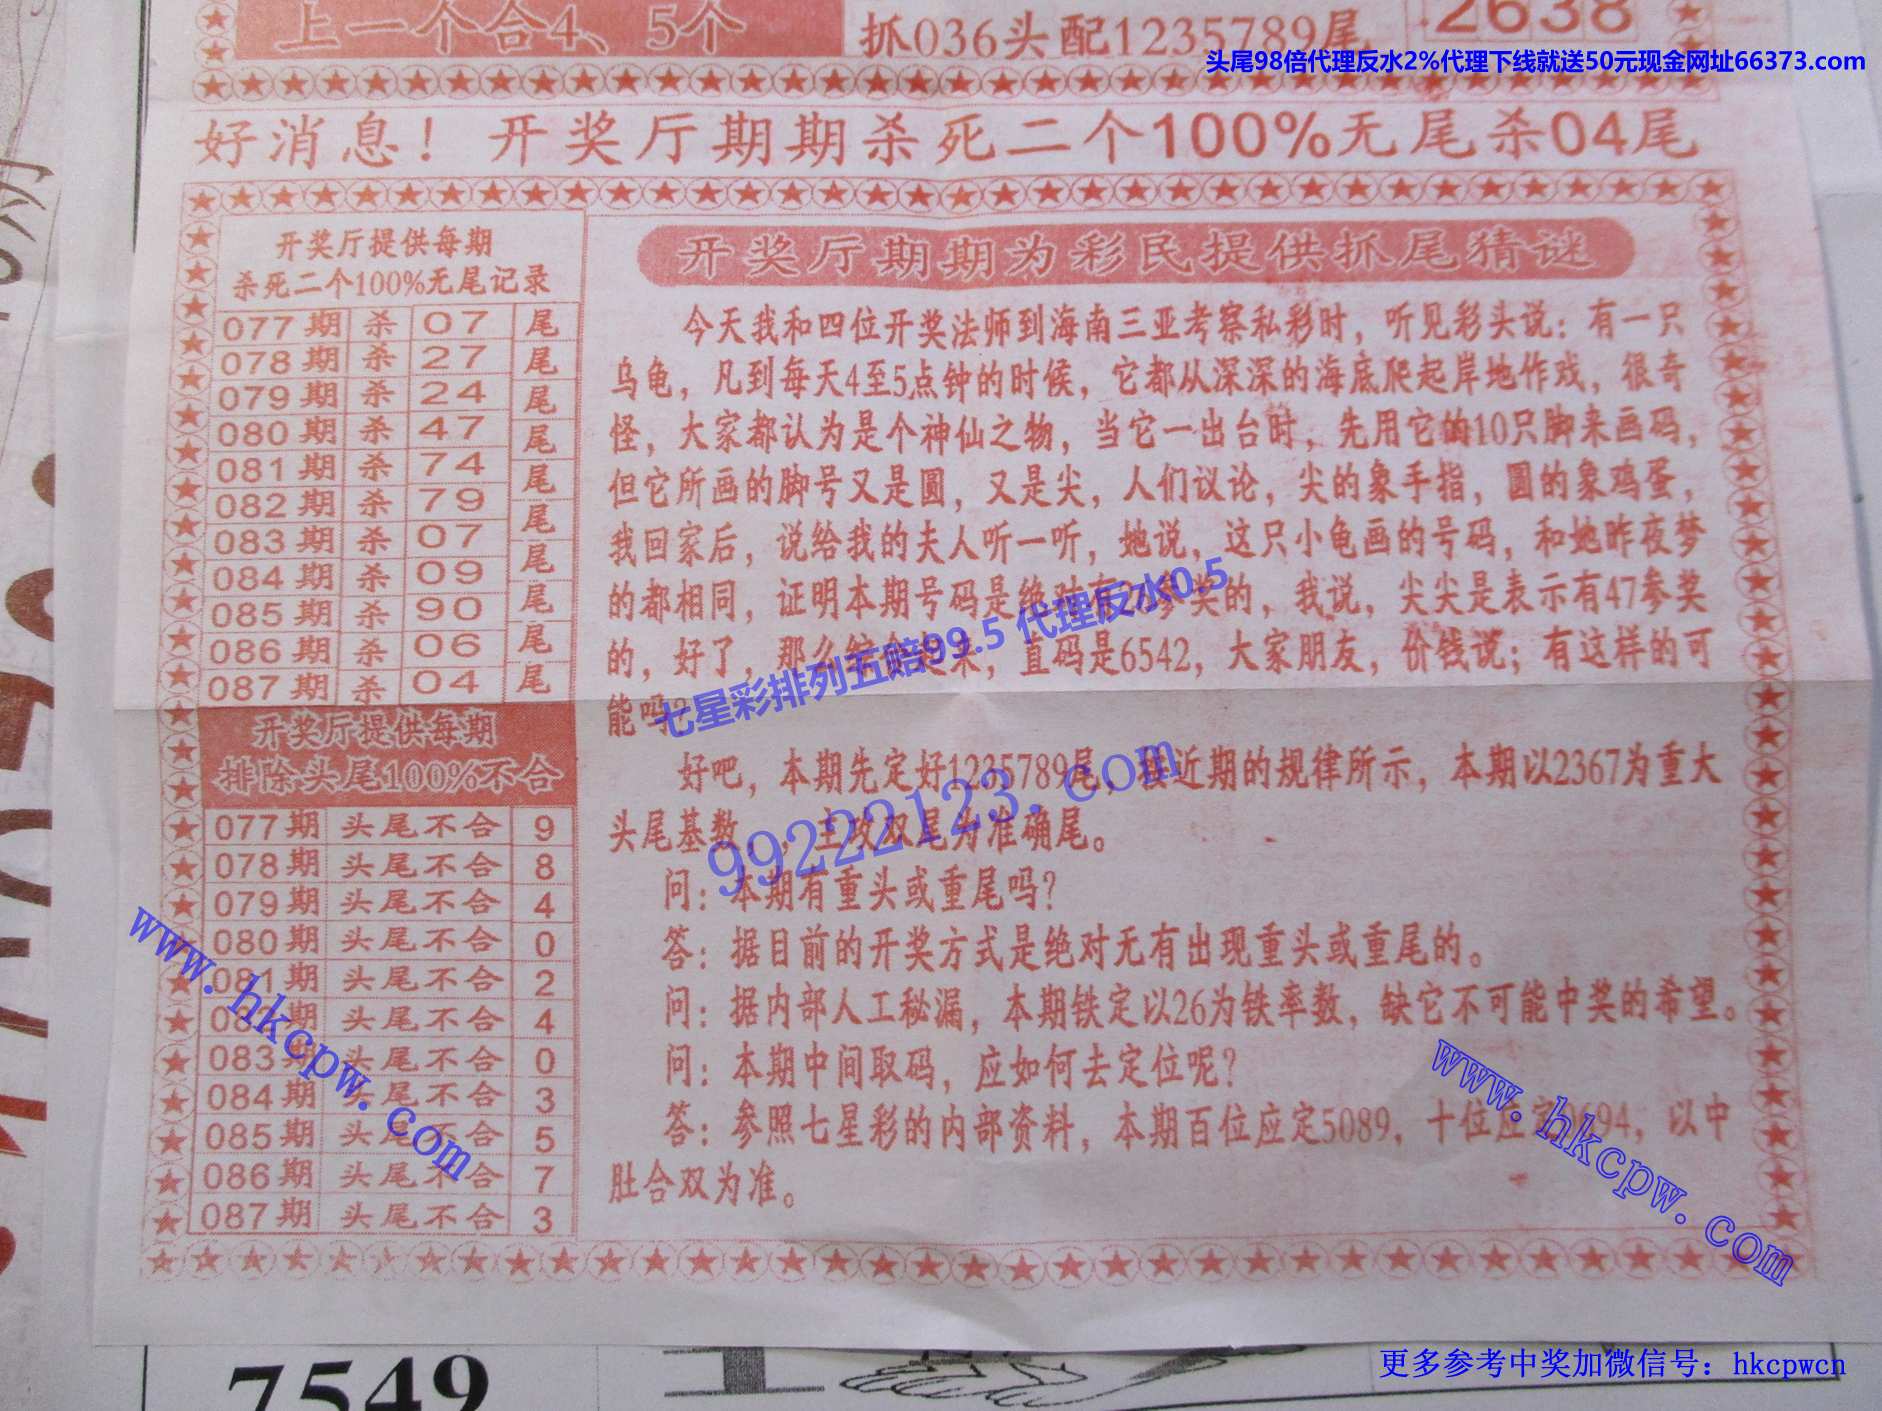 上一个合4、5个
抓036头配1235789尾
2638
头尾98倍代理反水2%代理下线就送50元现金网址66373.com
好消息！开奖厅期期杀死二个100%无尾杀04尾
开奖厅提供每期
杀死二个100%无尾记录
077期 杀 07 尾
078期 杀 27 尾
079期 杀 24 尾
080期 杀 47 尾
081期 杀 74 尾
082期 杀 79 尾
083期 杀 07 尾
084期 杀 09 尾
085期 杀 90 尾
086期 杀 06 尾
087期 杀 04 尾
开奖厅提供每期
排除头尾100%不合
077期 头尾不合 9
078期 头尾不合 8
079期 头尾不合 4
080期 头尾不合 0
081期 头尾不合 2
082期 头尾不合 4
083期 头尾不合 0
084期 头尾不合 3
085期 头尾不合 5
086期 头尾不合 7
087期 头尾不合 3
开奖厅期期为彩民提供抓尾猜谜
今天我和四位开奖法师到海南三亚考察私彩时，听见彩头说：有一只
乌龟，凡到每天4至5点钟的时候，它都从深深的海底爬起岸地作戏，很奇
怪，大家都认为是个神仙之物，当它一出台时，先用它的10只脚来画码，
但它所画的脚号又是圆，又是尖，人们议论，尖的象手指，圆的象鸡蛋，
我回家后，说给我的夫人听一听，她说，这只小龟画的号码，和她昨夜梦
的都相同，证明本期号码是绝对有2 奖的，我说，尖尖是表示有47参奖
的，好了，那么 来，直码是6542，大家朋友，价钱说；有这样的可
能吗？
好吧，本期先定好1235789尾，接近期的规律所示，本期以2367为重大
头尾基数，，主攻双尾为准确尾。
问：本期有重头或重尾吗？
答：据目前的开奖方式是绝对无有出现重头或重尾的。
问：据内部人工秘漏，本期铁定以26为铁率数，缺它不可能中奖的希望。
问：本期中间取码，应如何去定位呢？
答：参照七星彩的内部资料，本期百位应定5089，十位应定 694，以中
肚合双为准。
七星彩排列五赔99.5 代理反水0.5
99222123.com
www.hkcpw.com
www.hkcpw.com
7549
更多参考中奖加微信号：hkcpwcn